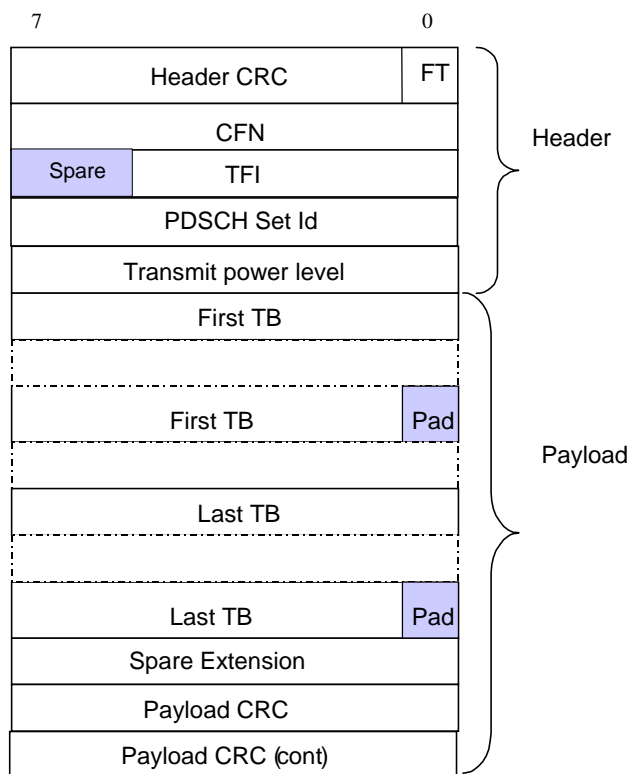 7 0
Header CRC FT
CFN
Header
Spare TFI
PDSCH Set Id
Transmit power level
First TB
First TB Pad
Payload
Last TB
Last TB Pad
Spare Extension
Payload CRC
Payload CRC (cont)